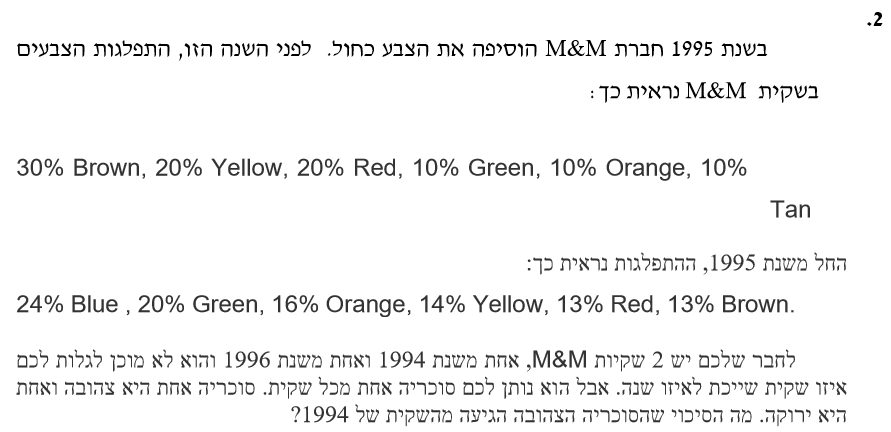 2.
בשנת 1995 חברת M&M הוסיפה את הצבע כחול. לפני השנה הזו, התפלגות הצבעים
בשקית M&M נראית כך:
30% Brown, 20% Yellow, 20% Red, 10% Green, 10% Orange, 10%
Tan
החל משנת 1995, ההתפלגות נראית כך:
24% Blue , 20% Green, 16% Orange, 14% Yellow, 13% Red, 13% Brown.
לחבר שלכם יש 2 שקיות M&M, אחת משנת 1994 ואחת משנת 1996 והוא לא מוכן לגלות לכם
איזו שקית שייכת לאיזו שנה. אבל הוא נותן לכם סוכריה אחת מכל שקית. סוכריה אחת היא צהובה ואחת
היא ירוקה. מה הסיכוי שהסוכריה הצהובה הגיעה מהשקית של 1994?